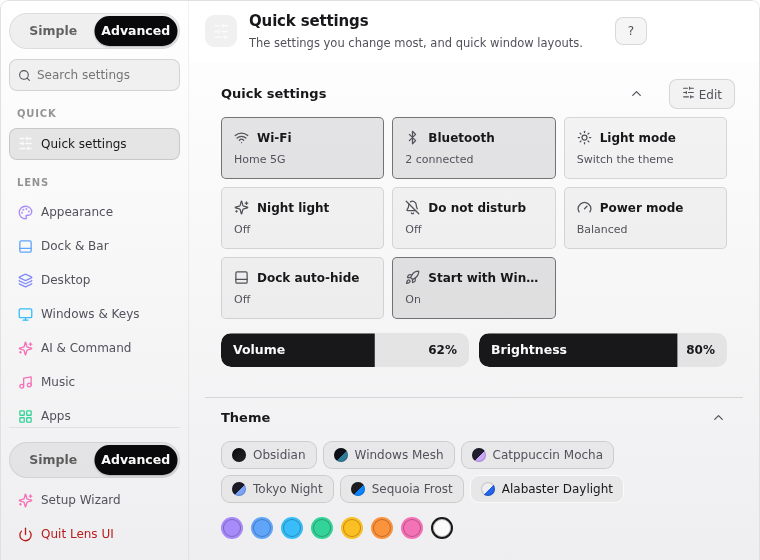 Simple Advanced
Search settings
QUICK
Quick settings
LENS
Appearance
Dock & Bar
Desktop
Windows & Keys
AI & Command
Music
Apps
Simple Advanced
Setup Wizard
Quit Lens UI
Quick settings
The settings you change most, and quick window layouts.
?
Quick settings
Edit
Wi-Fi
Home 5G
Bluetooth
2 connected
Light mode
Switch the theme
Night light
Off
Do not disturb
Off
Power mode
Balanced
Dock auto-hide
Off
Start with Win...
On
Volume 62%
Brightness 80%
Theme
Obsidian
Windows Mesh
Catppuccin Mocha
Tokyo Night
Sequoia Frost
Alabaster Daylight